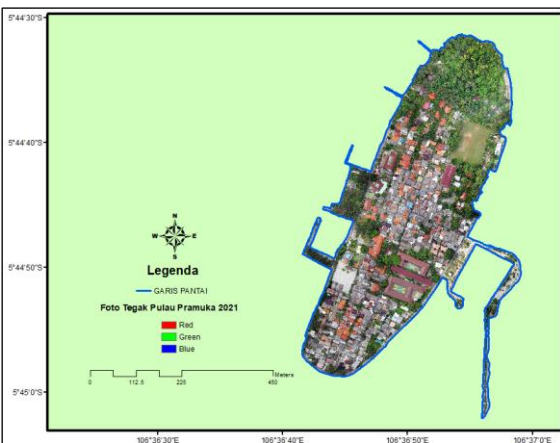 5°44'30"S
5°44'40"S
5°44'50"S
5°45'0"S
N
W E
S
Legenda
GARIS PANTAI
Foto Tegak Pulau Pramuka 2021
Red
Green
Blue
0 112.5 225 450
Meters
106°36'30"E 106°36'40"E 106°36'50"E 106°37'0"E